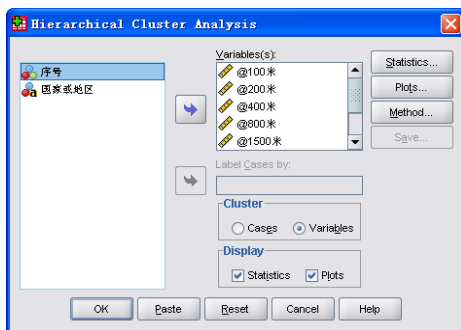 Hierarchical Cluster Analysis
序号
国家或地区
Variables(s):
@100米
@200米
@400米
@800米
@1500米
Statistics...
Plots...
Method...
Save...
Label Cases by:
Cluster
Cases
Variables
Display
Statistics
Plots
OK
Paste
Reset
Cancel
Help